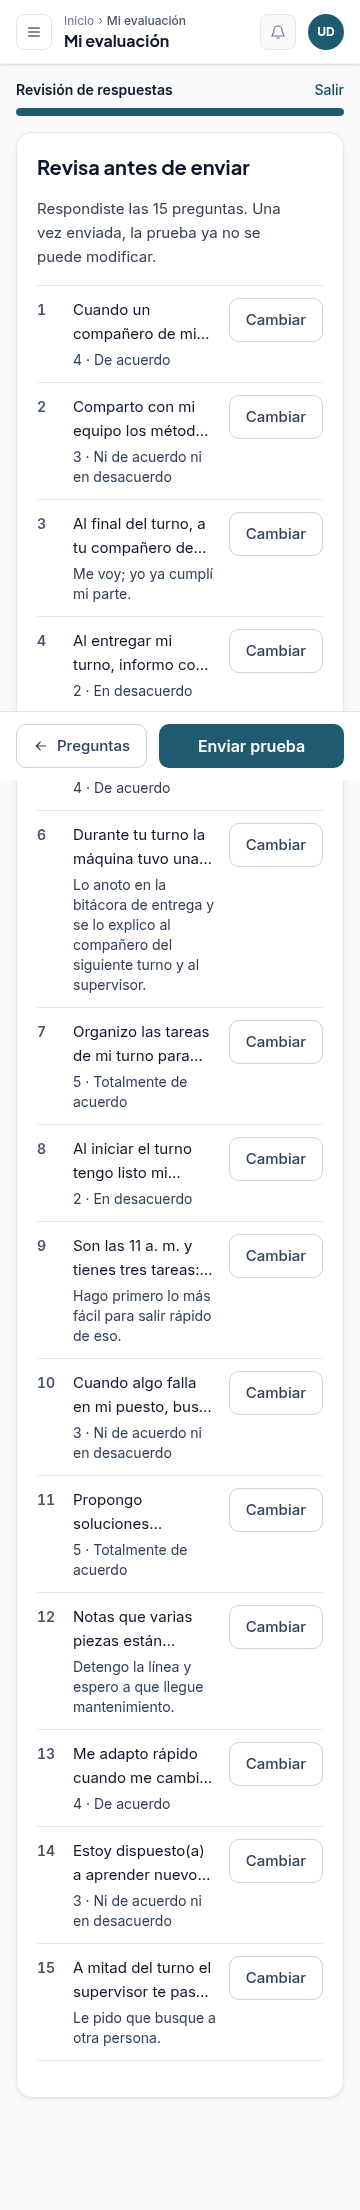 Inicio › Mi evaluación
Mi evaluación
UD
Revisión de respuestas
Salir
Revisa antes de enviar
Respondiste las 15 preguntas. Una
vez enviada, la prueba ya no se
puede modificar.
1
Cuando un
compañero de mi...
4 · De acuerdo
Cambiar
2
Comparto con mi
equipo los métod...
3 · Ni de acuerdo ni
en desacuerdo
Cambiar
3
Al final del turno, a
tu compañero de...
Me voy; yo ya cumplí
mi parte.
Cambiar
4
Al entregar mi
turno, informo co...
2 · En desacuerdo
Cambiar
← Preguntas
Enviar prueba
4 · De acuerdo
6
Durante tu turno la
máquina tuvo una...
Lo anoto en la
bitácora de entrega y
se lo explico al
compañero del
siguiente turno y al
supervisor.
Cambiar
7
Organizo las tareas
de mi turno para...
5 · Totalmente de
acuerdo
Cambiar
8
Al iniciar el turno
tengo listo mi...
2 · En desacuerdo
Cambiar
9
Son las 11 a. m. y
tienes tres tareas:...
Hago primero lo más
fácil para salir rápido
de eso.
Cambiar
10
Cuando algo falla
en mi puesto, bus...
3 · Ni de acuerdo ni
en desacuerdo
Cambiar
11
Propongo
soluciones...
5 · Totalmente de
acuerdo
Cambiar
12
Notas que varias
piezas están...
Detengo la línea y
espero a que llegue
mantenimiento.
Cambiar
13
Me adapto rápido
cuando me cambi...
4 · De acuerdo
Cambiar
14
Estoy dispuesto(a)
a aprender nuevo...
3 · Ni de acuerdo ni
en desacuerdo
Cambiar
15
A mitad del turno el
supervisor te pas...
Le pido que busque a
otra persona.
Cambiar